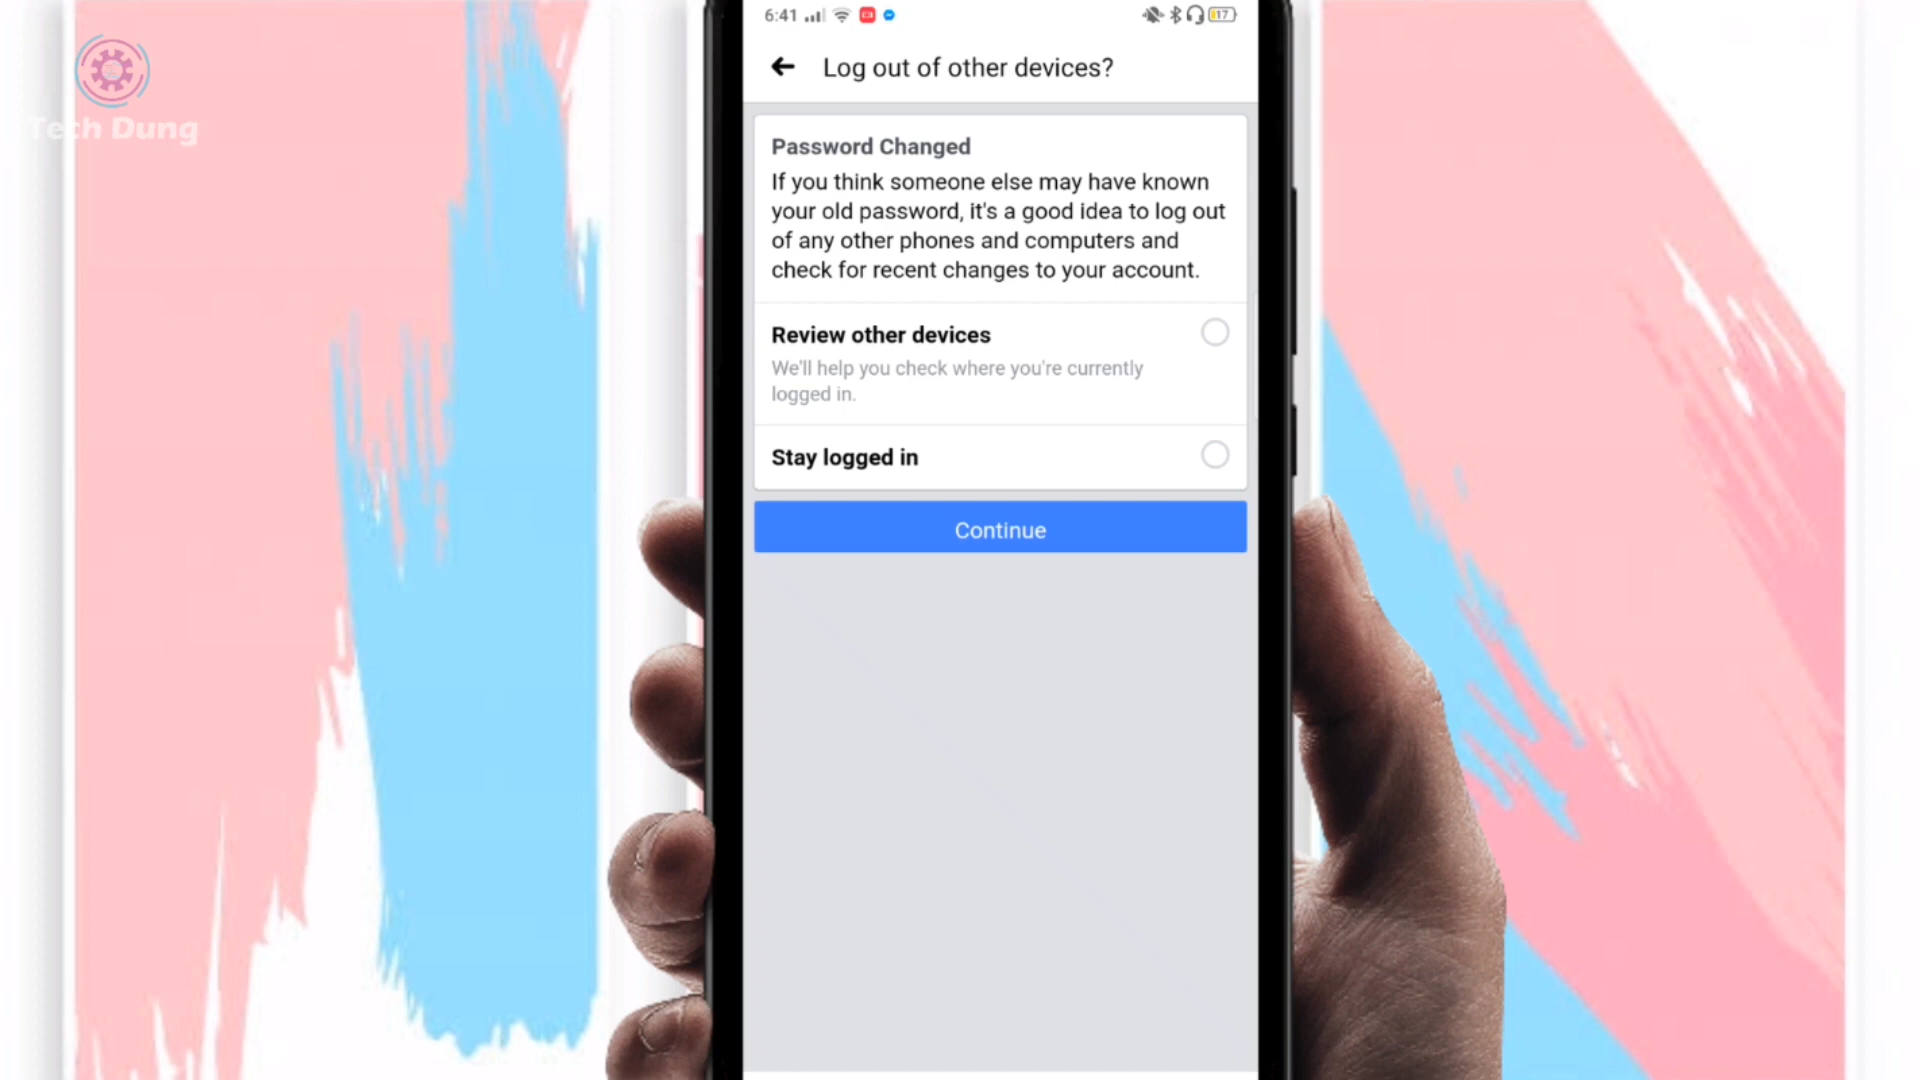 Tech Dung
6:41
17
Log out of other devices?
Password Changed
If you think someone else may have known
your old password, it's a good idea to log out
of any other phones and computers and
check for recent changes to your account.
Review other devices
We'll help you check where you're currently
logged in.
Stay logged in
Continue